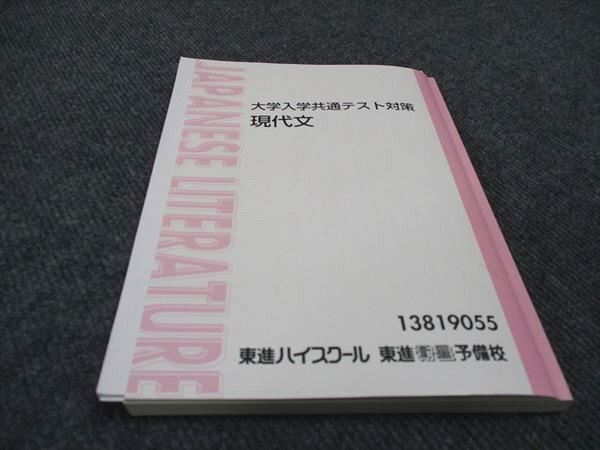 JAPANESE LITERATURE
大学入学共通テスト対策
現代文
13819055
東進ハイスクール 東進衛星予備校